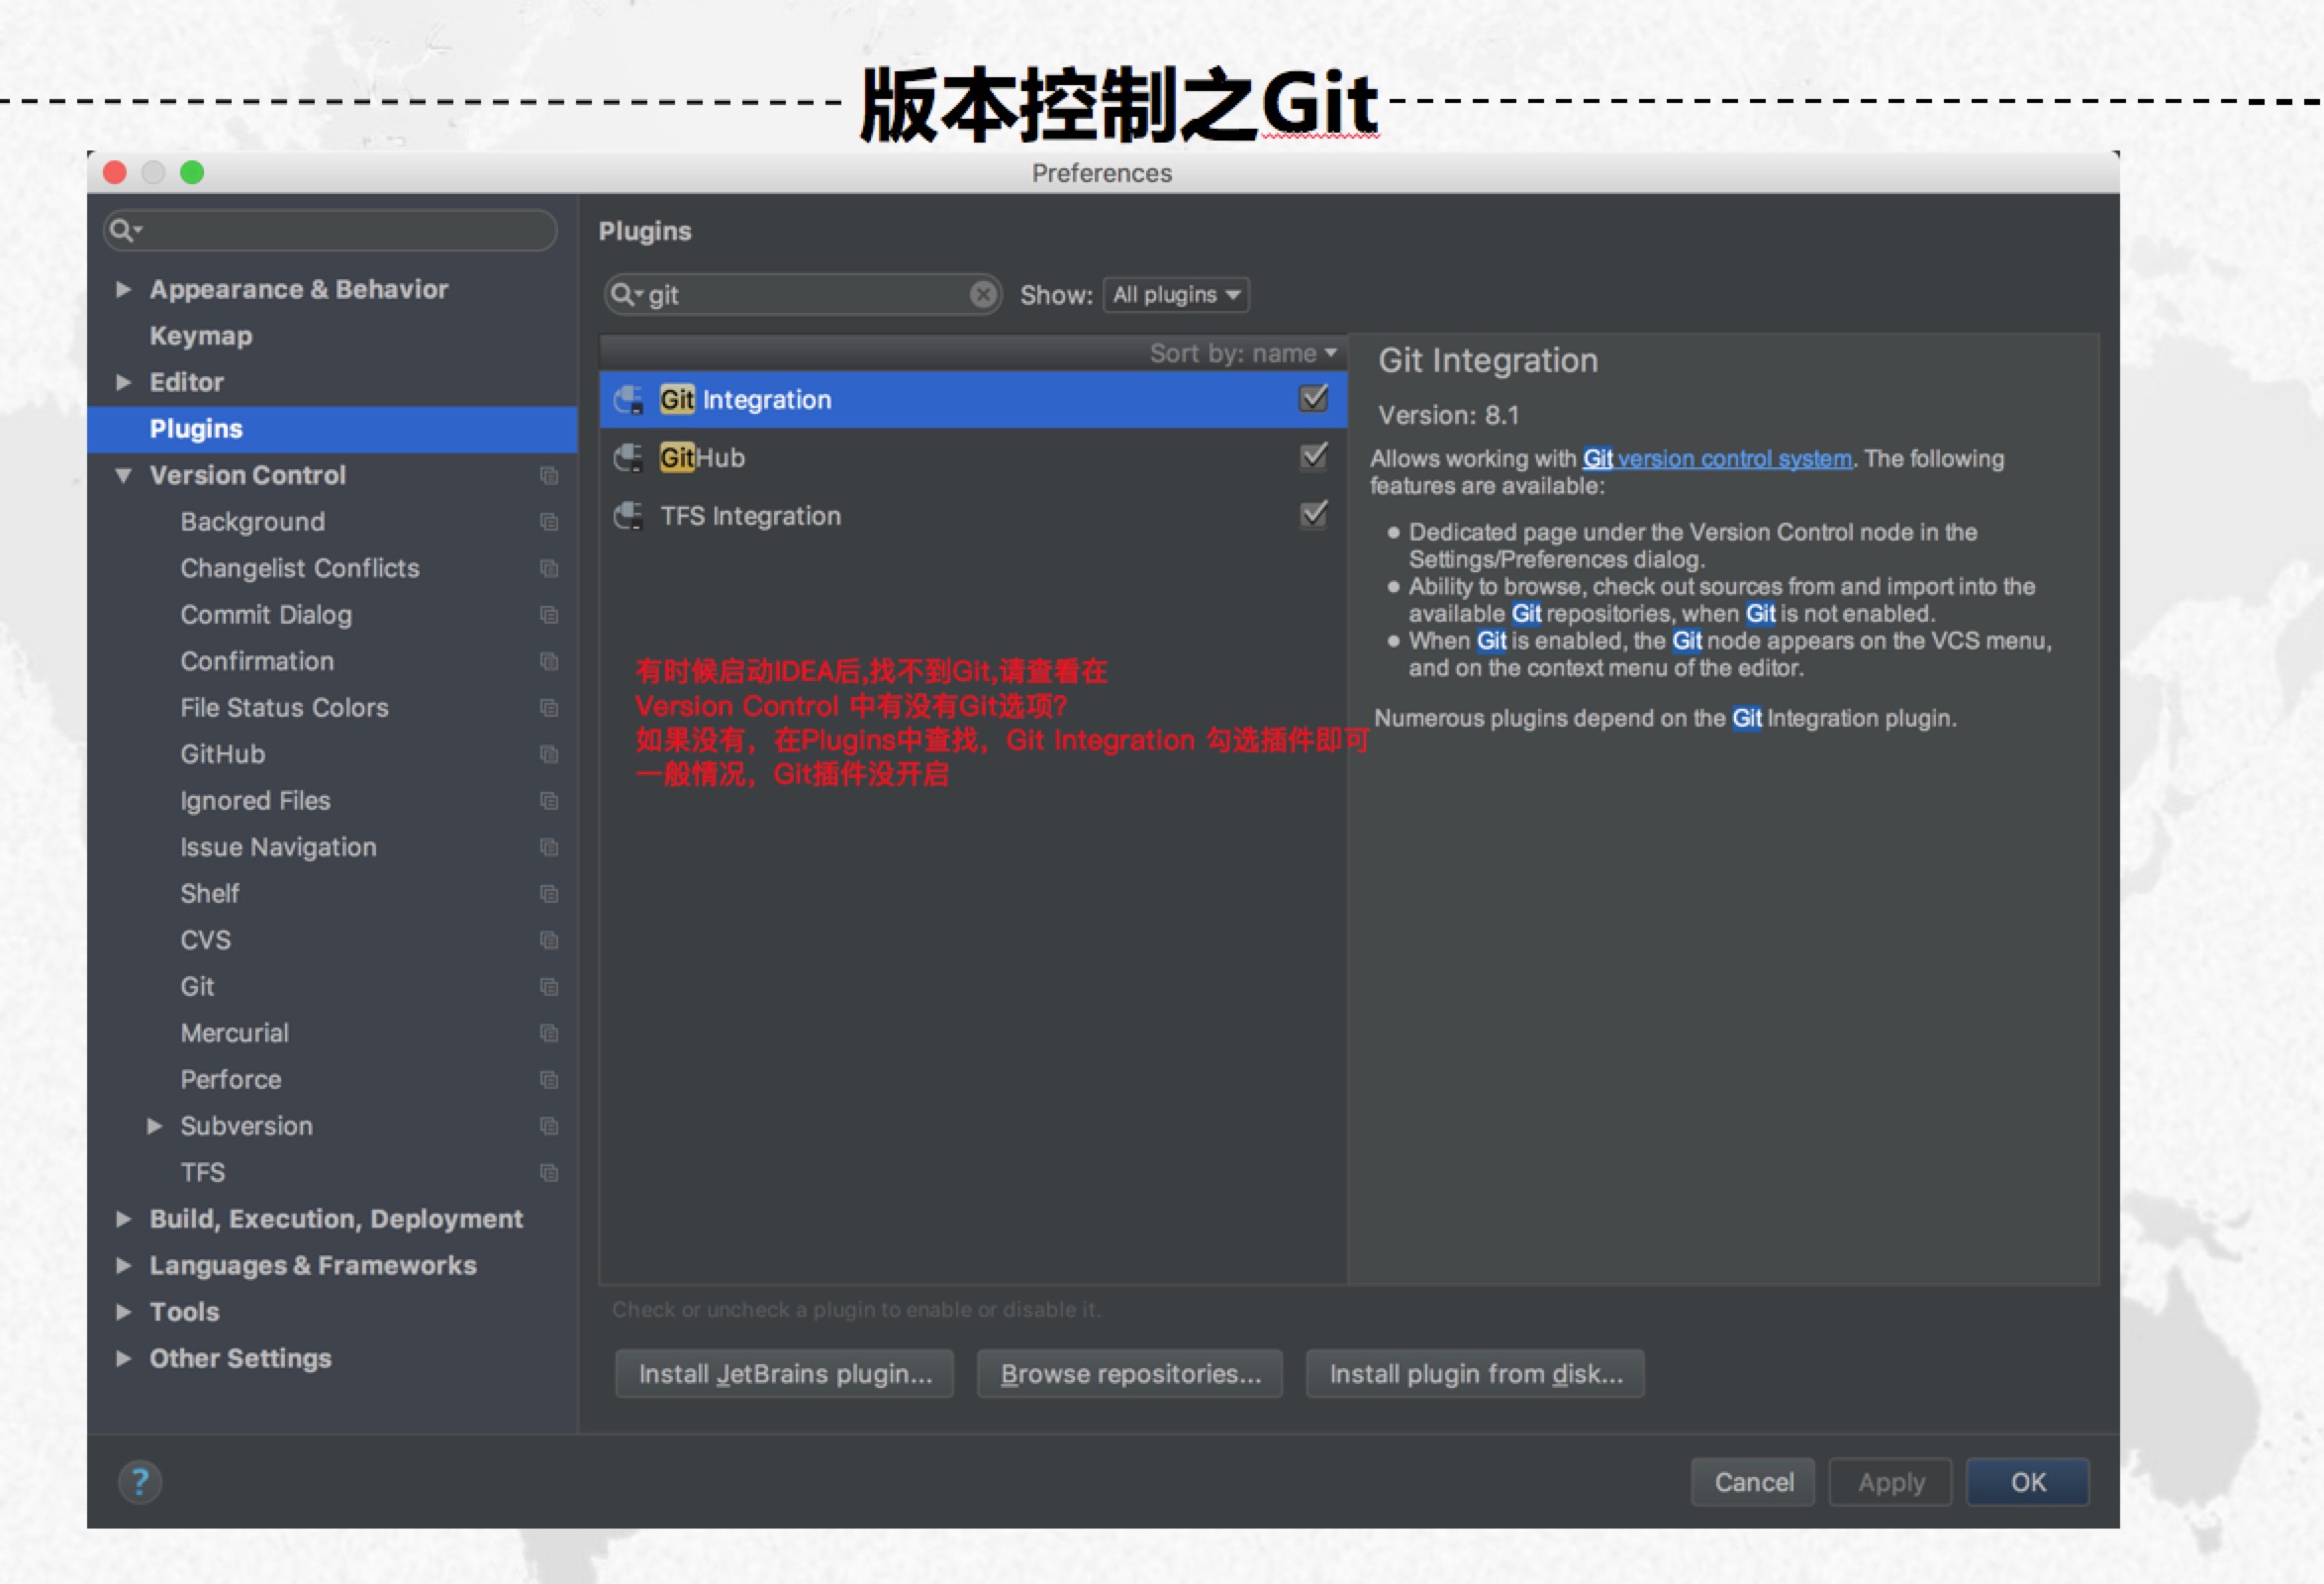 版本控制之Git
Preferences
Appearance & Behavior
Keymap
Editor
Plugins
Version Control
Background
Changelist Conflicts
Commit Dialog
Confirmation
File Status Colors
GitHub
Ignored Files
Issue Navigation
Shelf
CVS
Git
Mercurial
Perforce
Subversion
TFS
Build, Execution, Deployment
Languages & Frameworks
Tools
Other Settings
Plugins
git
Show: All plugins
Sort by: name
Git Integration
GitHub
TFS Integration
有时候启动IDEA后,找不到Git,请查看在
Version Control 中有没有Git选项?
如果没有，在Plugins中查找，Git Integration 勾选插件即可
一般情况，Git插件没开启
Git Integration
Version: 8.1
Allows working with Git version control system. The following
features are available:
● Dedicated page under the Version Control node in the
Settings/Preferences dialog.
● Ability to browse, check out sources from and import into the
available Git repositories, when Git is not enabled.
● When Git is enabled, the Git node appears on the VCS menu,
and on the context menu of the editor.
Numerous plugins depend on the Git Integration plugin.
Check or uncheck a plugin to enable or disable it.
Install JetBrains plugin...
Browse repositories...
Install plugin from disk...
?
Cancel
Apply
OK